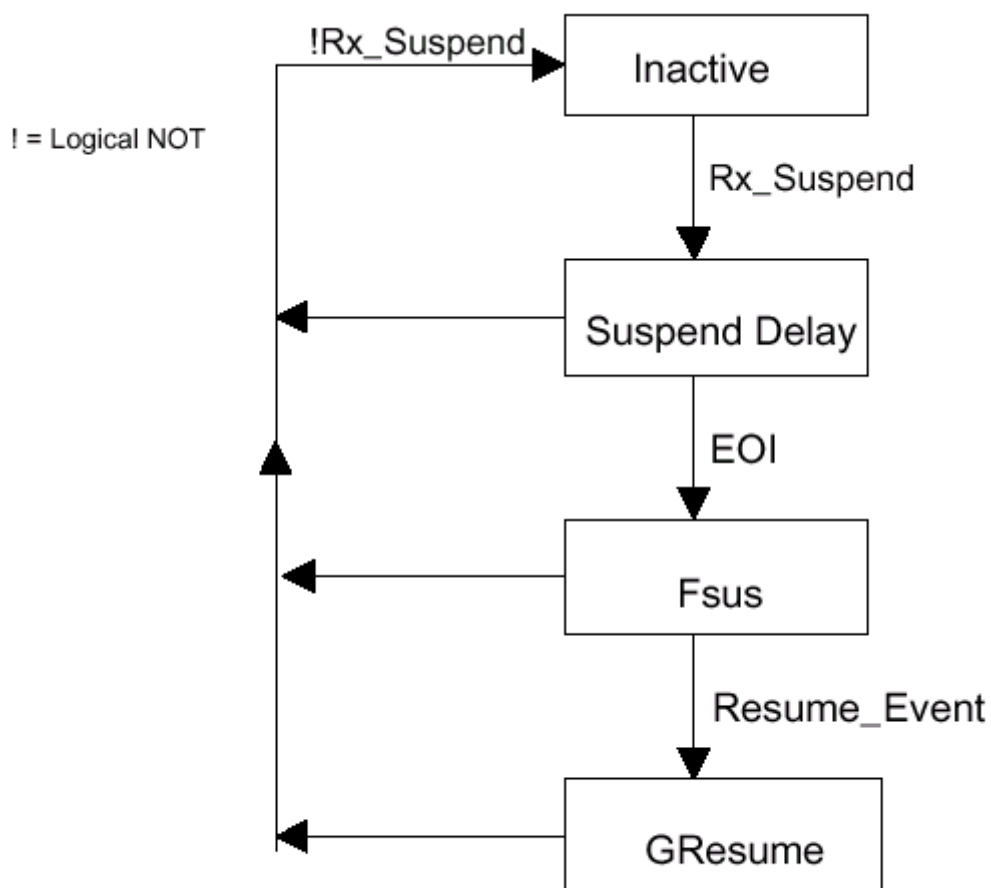 !Rx_Suspend
Inactive
! = Logical NOT
Rx_Suspend
Suspend Delay
EOI
Fsus
Resume_Event
GResume